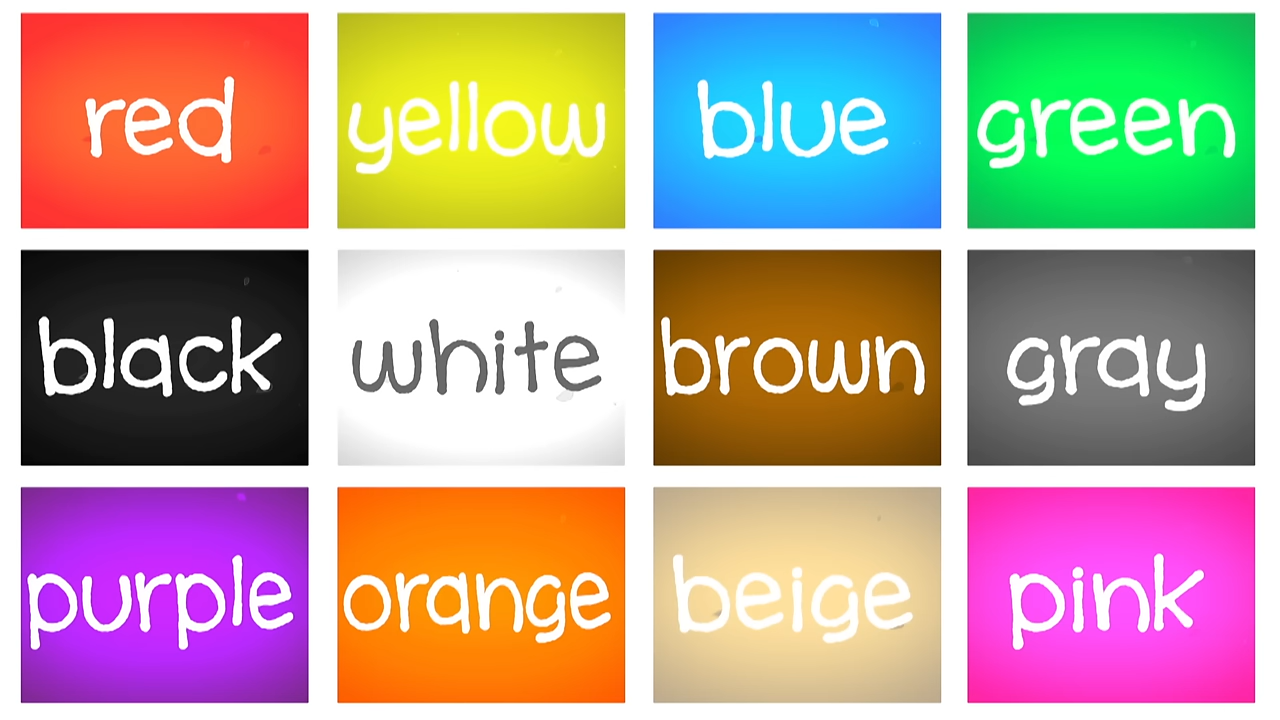 red yellow blue green
black white brown gray
purple orange beige pink